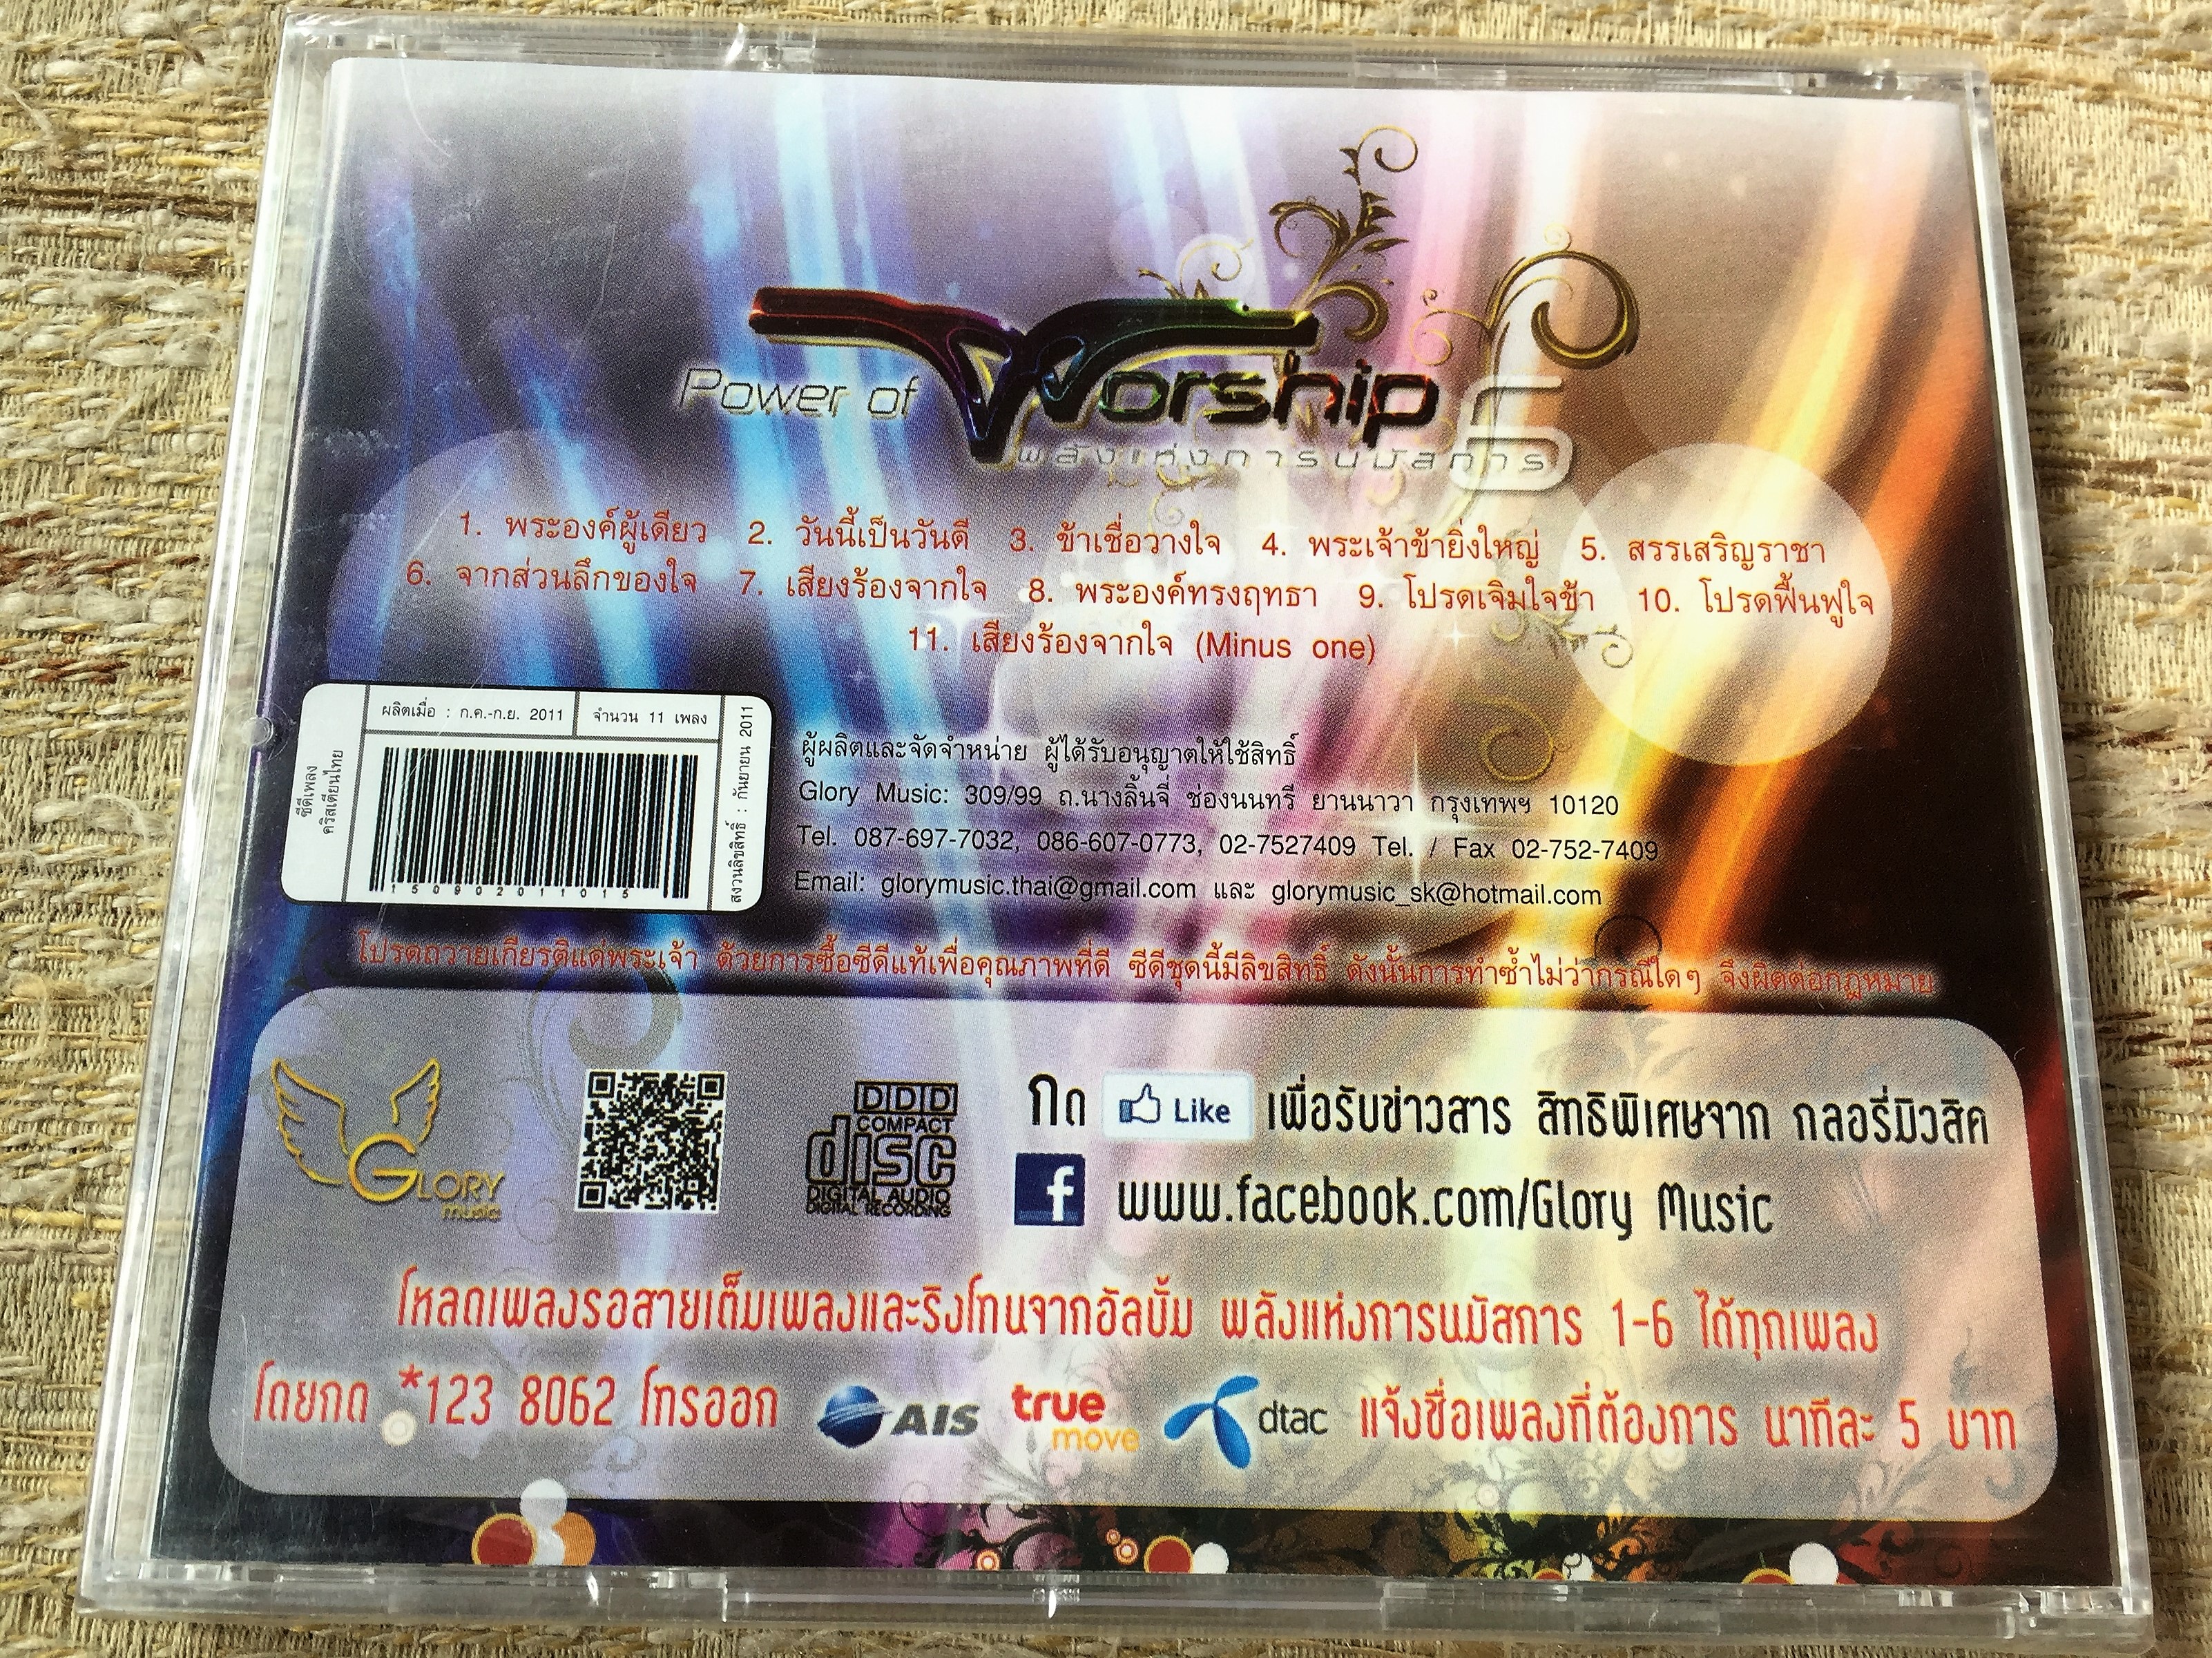 Power of Worship 6
พลังแห่งการนมัสการ
1. พระองค์ผู้เดียว 2. วันนี้เป็นวันดี 3. ข้าเชื่อวางใจ 4. พระเจ้าข้ายิ่งใหญ่ 5. สรรเสริญราชา
6. จากส่วนลึกของใจ 7. เสียงร้องจากใจ 8. พระองค์ทรงฤทธา 9. โปรดเจิมใจข้า 10. โปรดฟื้นฟูใจ
11. เสียงร้องจากใจ (Minus one)
ซีดีเพลง
คริสเตียนไทย
ผลิตเมื่อ : ก.ค.-ก.ย. 2011
จำนวน 11 เพลง
150902011015
สงวนลิขสิทธิ์ : กันยายน 2011
ผู้ผลิตและจัดจำหน่าย ผู้ได้รับอนุญาตให้ใช้สิทธิ์
Glory Music: 309/99 ถ.นางลิ้นจี่ ช่องนนทรี ยานนาวา กรุงเทพฯ 10120
Tel. 087-697-7032, 086-607-0773, 02-7527409 Tel. / Fax 02-752-7409
Email: glorymusic.thai@gmail.com และ glorymusic_sk@hotmail.com
โปรดถวายเกียรติแด่พระเจ้า ด้วยการซื้อซีดีแท้เพื่อคุณภาพที่ดี ซีดีชุดนี้มีลิขสิทธิ์ ดังนั้นการทำซ้ำไม่ว่ากรณีใดๆ จึงผิดต่อกฎหมาย
GLORY
music
DDD
COMPACT
disc
DIGITAL AUDIO
DIGITAL RECORDING
กด Like เพื่อรับข่าวสาร สิทธิพิเศษจาก กลอรี่มิวสิค
f www.facebook.com/Glory Music
โหลดเพลงรอสายเต็มเพลงและริงโทนจากอัลบั้ม พลังแห่งการนมัสการ 1-6 ได้ทุกเพลง
โดยกด *123 8062 โทรออก AIS true move dtac แจ้งชื่อเพลงที่ต้องการ นาทีละ 5 บาท